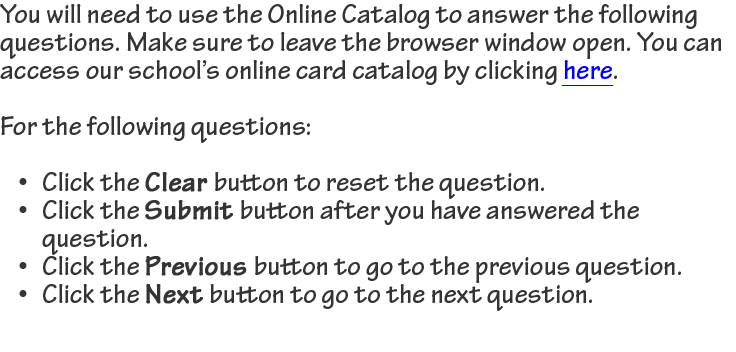 You will need to use the Online Catalog to answer the following
questions. Make sure to leave the browser window open. You can
access our school’s online card catalog by clicking here.
For the following questions:
• Click the Clear button to reset the question.
• Click the Submit button after you have answered the
question.
• Click the Previous button to go to the previous question.
• Click the Next button to go to the next question.